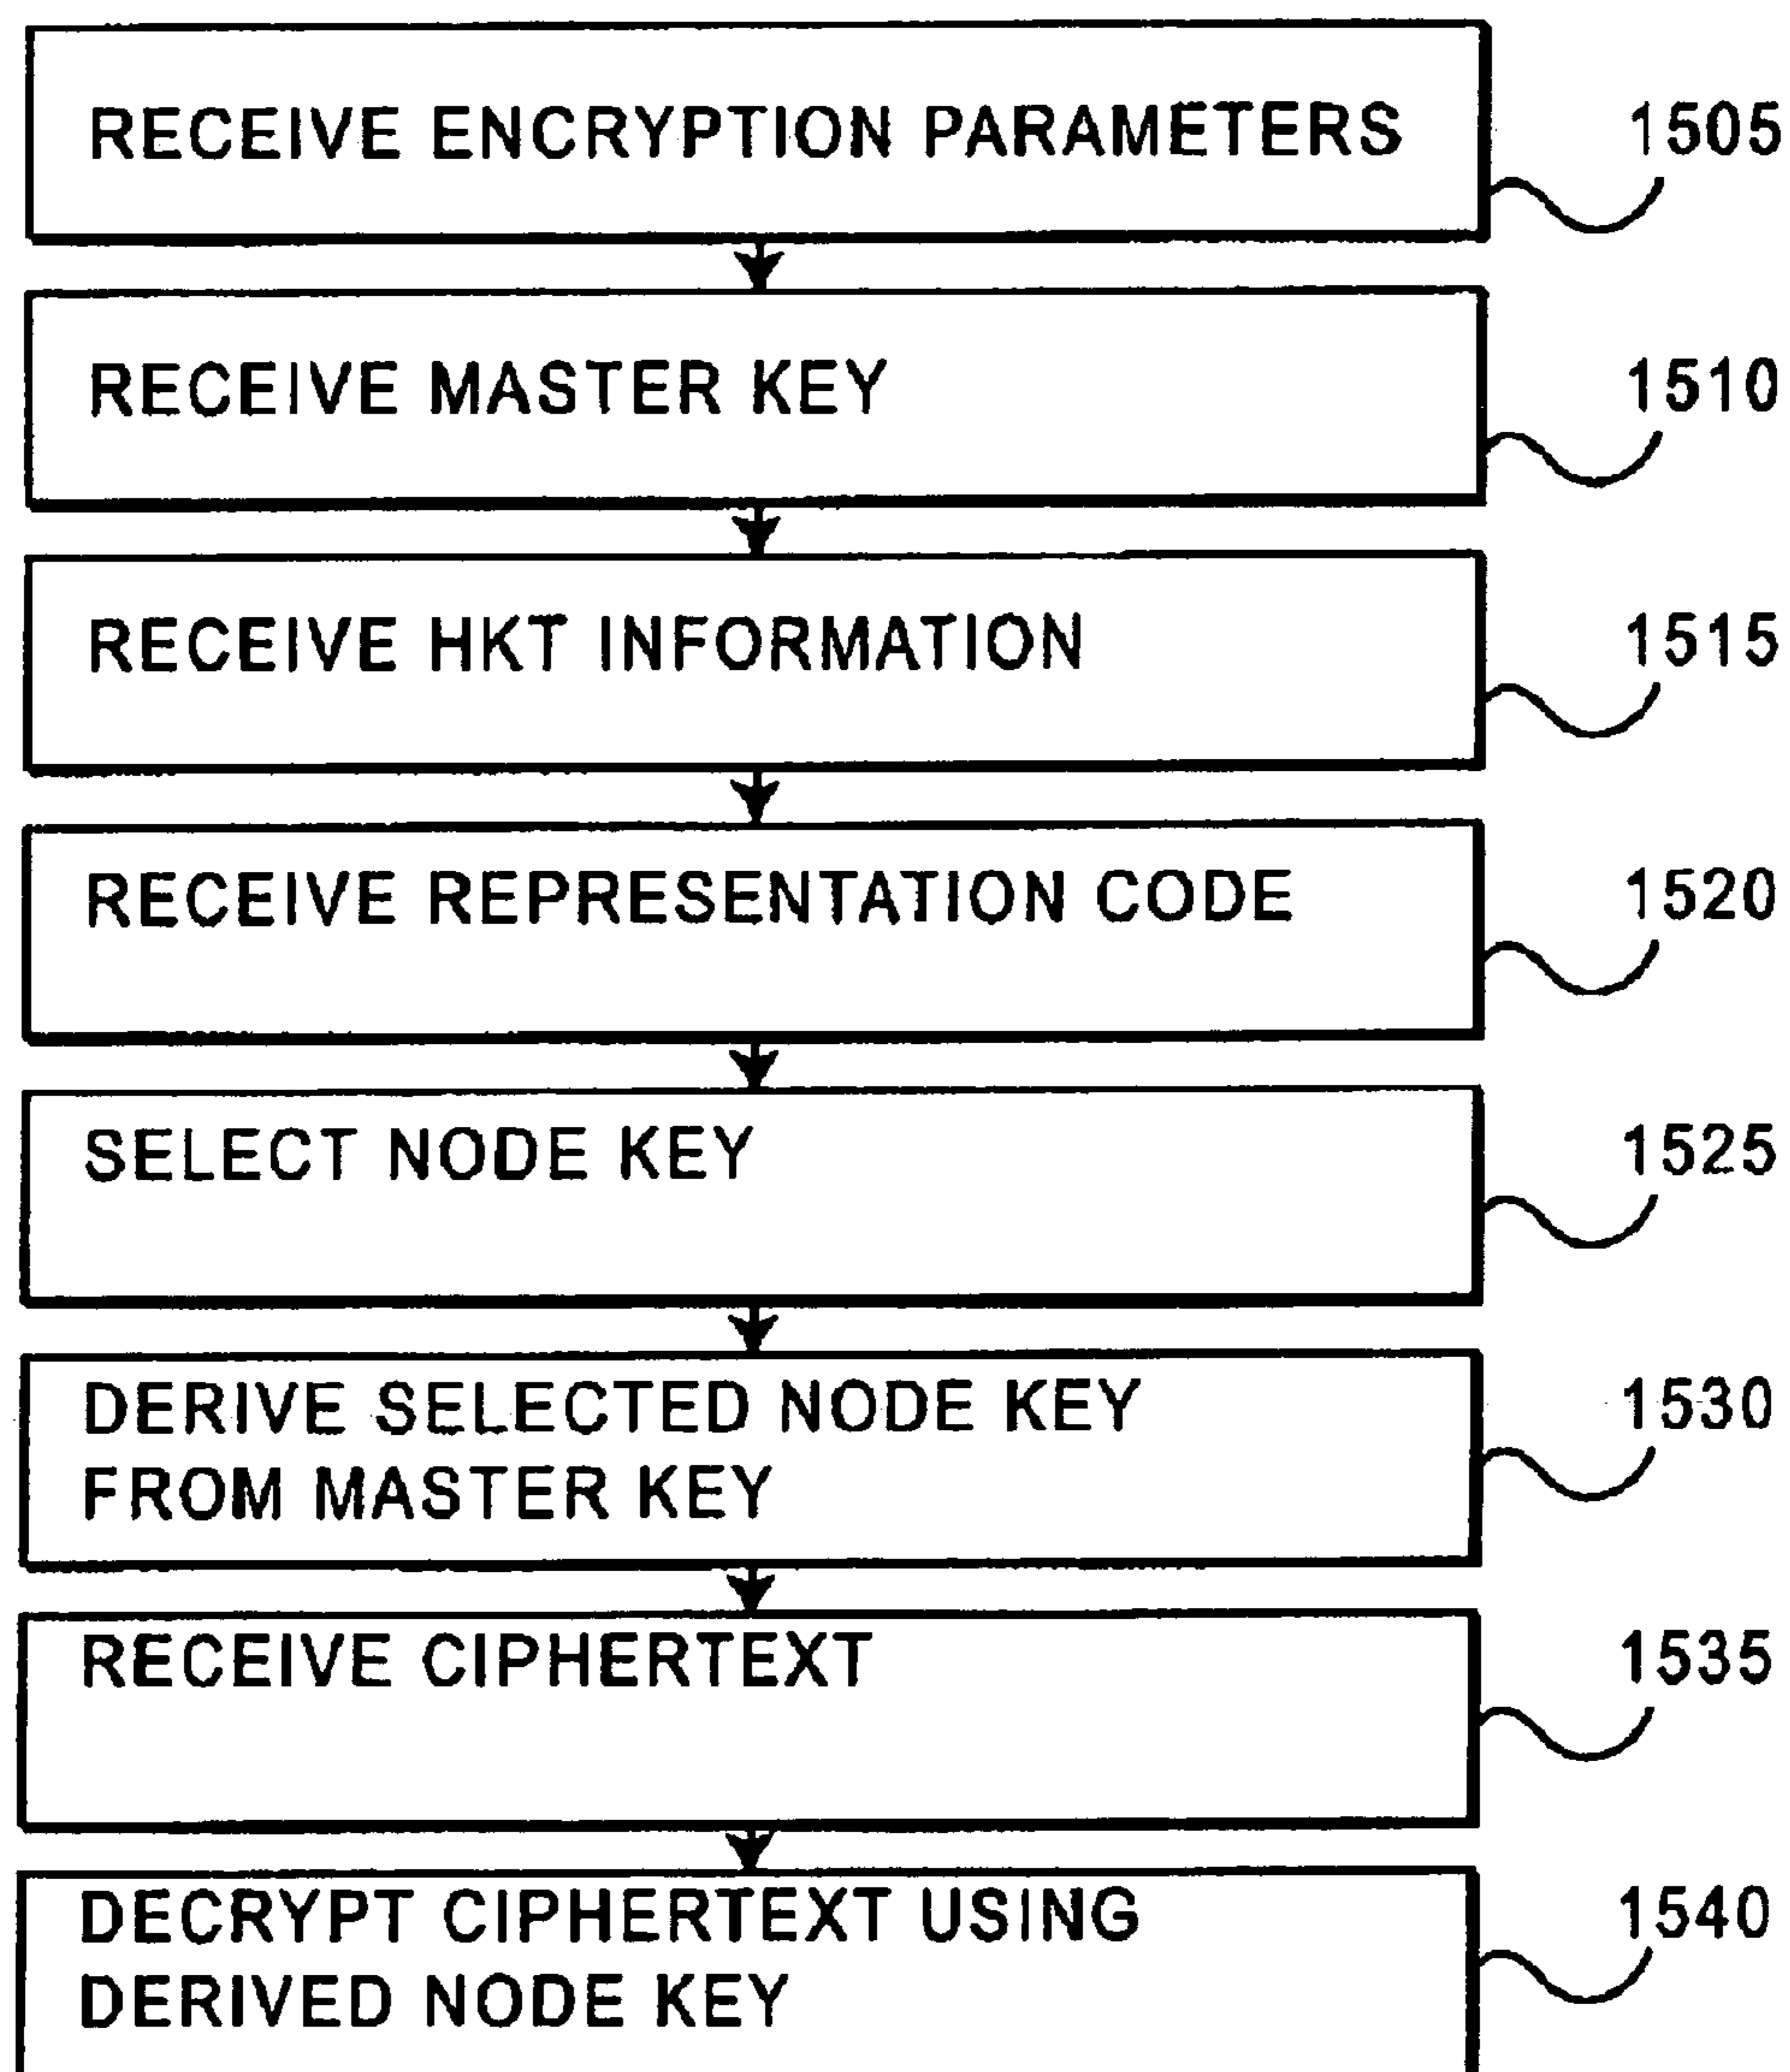 RECEIVE ENCRYPTION PARAMETERS 1505
RECEIVE MASTER KEY 1510
RECEIVE HKT INFORMATION 1515
RECEIVE REPRESENTATION CODE 1520
SELECT NODE KEY 1525
DERIVE SELECTED NODE KEY 1530
FROM MASTER KEY
RECEIVE CIPHERTEXT 1535
DECRYPT CIPHERTEXT USING 1540
DERIVED NODE KEY